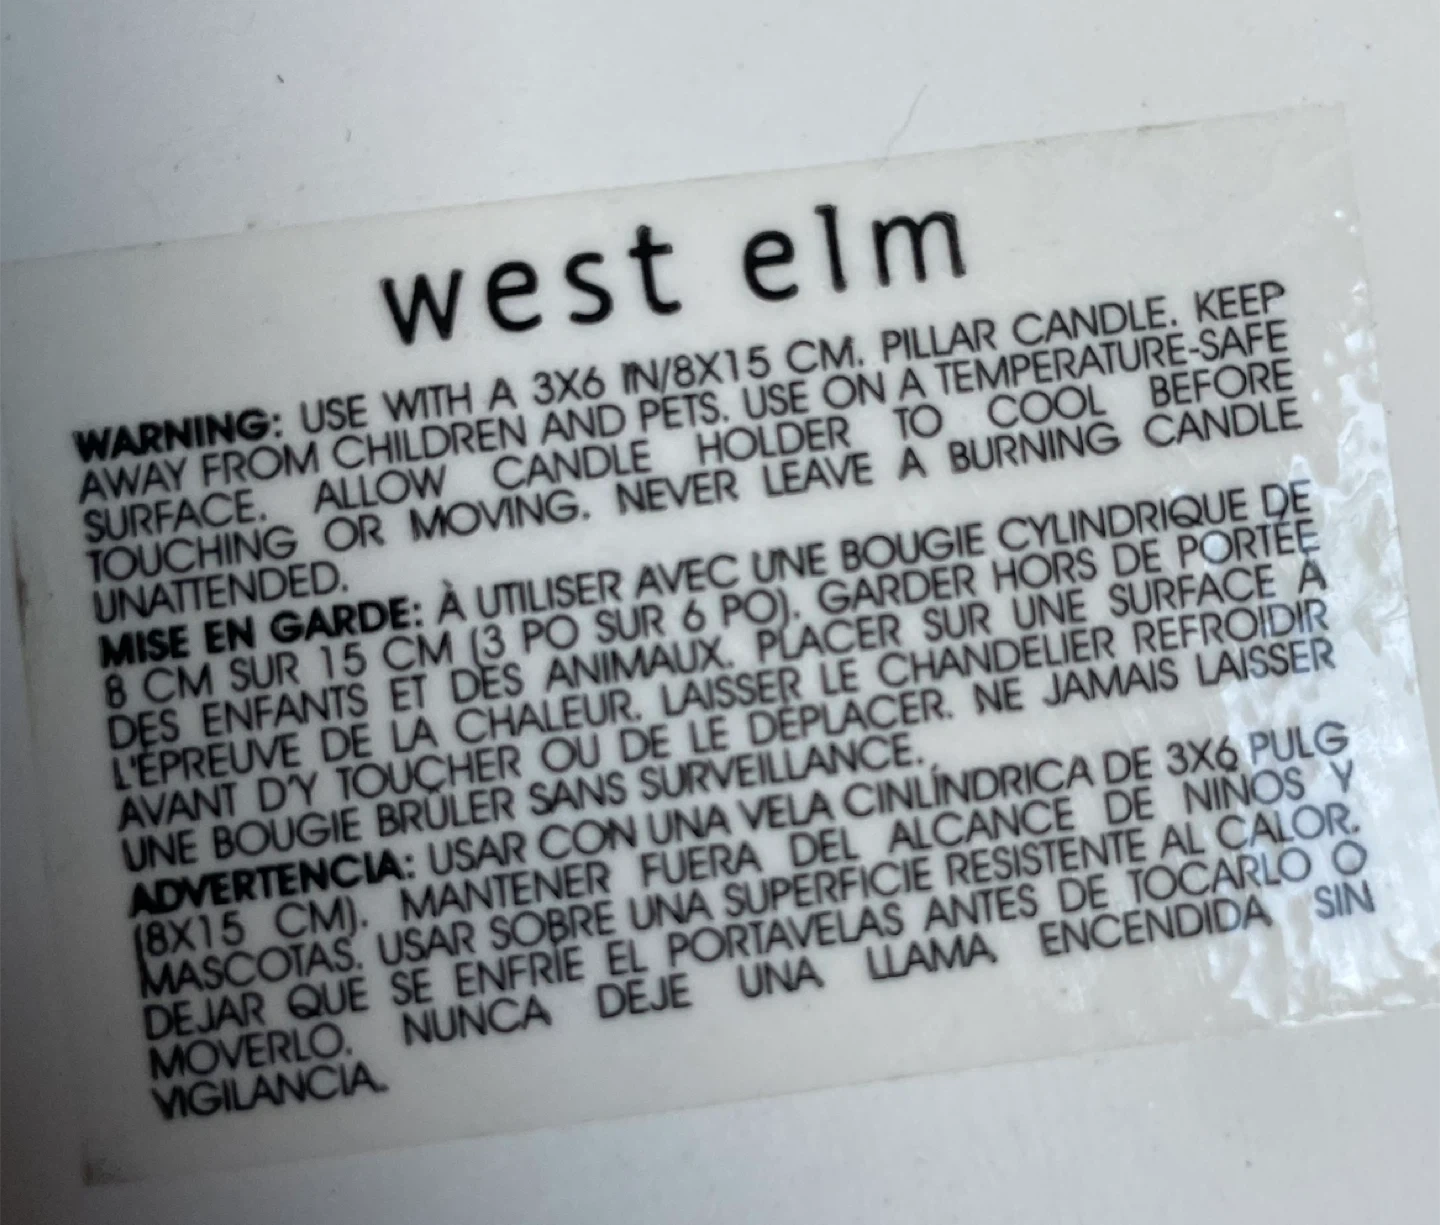 west elm
WARNING: USE WITH A 3X6 IN/8X15 CM. PILLAR CANDLE. KEEP
AWAY FROM CHILDREN AND PETS. USE ON A TEMPERATURE-SAFE
SURFACE. ALLOW CANDLE HOLDER TO COOL BEFORE
TOUCHING OR MOVING. NEVER LEAVE A BURNING CANDLE
UNATTENDED.
MISE EN GARDE: À UTILISER AVEC UNE BOUGIE CYLINDRIQUE DE
8 CM SUR 15 CM (3 PO SUR 6 PO). GARDER HORS DE PORTÉE
DES ENFANTS ET DES ANIMAUX. PLACER SUR UNE SURFACE À
L'ÉPREUVE DE LA CHALEUR. LAISSER LE CHANDELIER REFROIDIR
AVANT D'Y TOUCHER OU DE LE DÉPLACER. NE JAMAIS LAISSER
UNE BOUGIE BRÛLER SANS SURVEILLANCE.
ADVERTENCIA: USAR CON UNA VELA CINLÍNDRICA DE 3X6 PULG
(8X15 CM). MANTENER FUERA DEL ALCANCE DE NIÑOS Y
MASCOTAS. USAR SOBRE UNA SUPERFICIE RESISTENTE AL CALOR.
DEJAR QUE SE ENFRÍE EL PORTAVELAS ANTES DE TOCARLO O
MOVERLO. NUNCA DEJE UNA LLAMA ENCENDIDA SIN
VIGILANCIA.